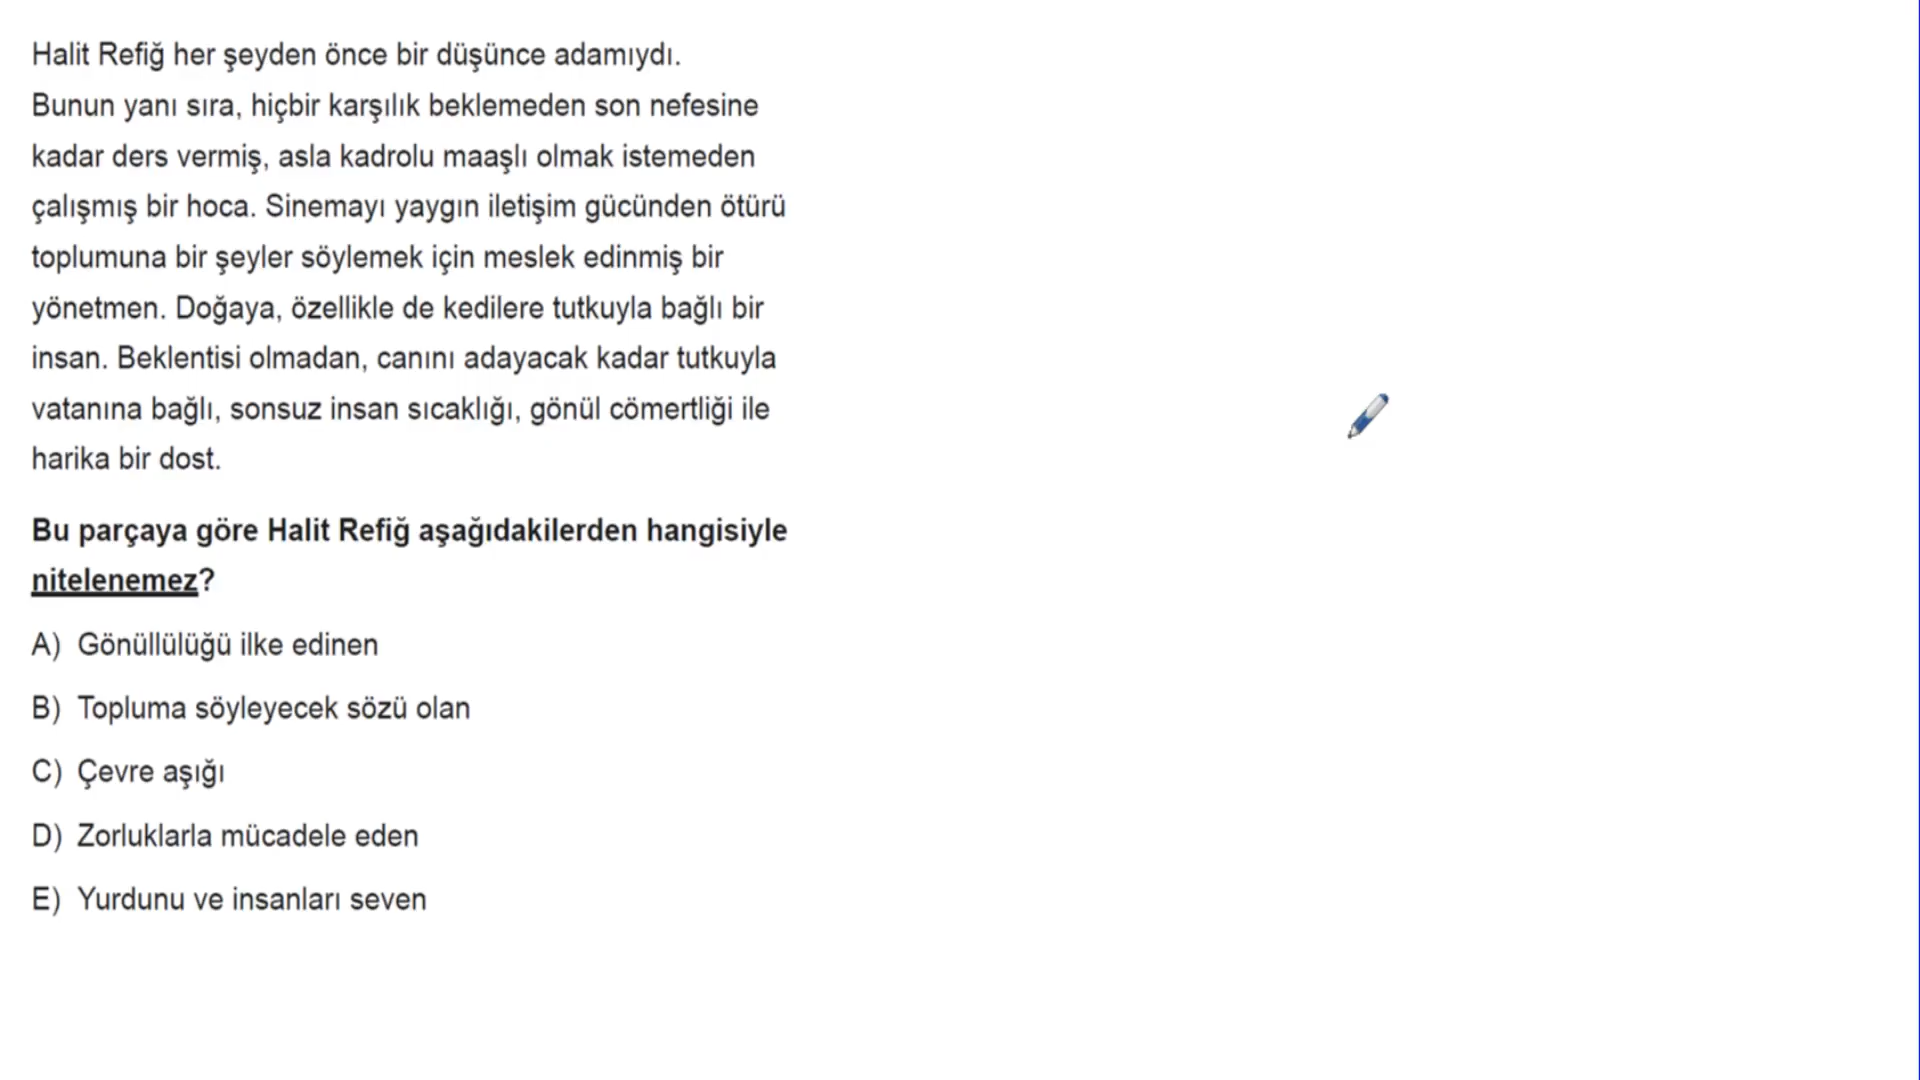 Halit Refiğ her şeyden önce bir düşünce adamıydı.
Bunun yanı sıra, hiçbir karşılık beklemeden son nefesine
kadar ders vermiş, asla kadrolu maaşlı olmak istemeden
çalışmış bir hoca. Sinemayı yaygın iletişim gücünden ötürü
toplumuna bir şeyler söylemek için meslek edinmiş bir
yönetmen. Doğaya, özellikle de kedilere tutkuyla bağlı bir
insan. Beklentisi olmadan, canını adayacak kadar tutkuyla
vatanına bağlı, sonsuz insan sıcaklığı, gönül cömertliği ile
harika bir dost.
Bu parçaya göre Halit Refiğ aşağıdakilerden hangisiyle
nitelenemez?
A) Gönüllülüğü ilke edinen
B) Topluma söyleyecek sözü olan
C) Çevre aşığı
D) Zorluklarla mücadele eden
E) Yurdunu ve insanları seven